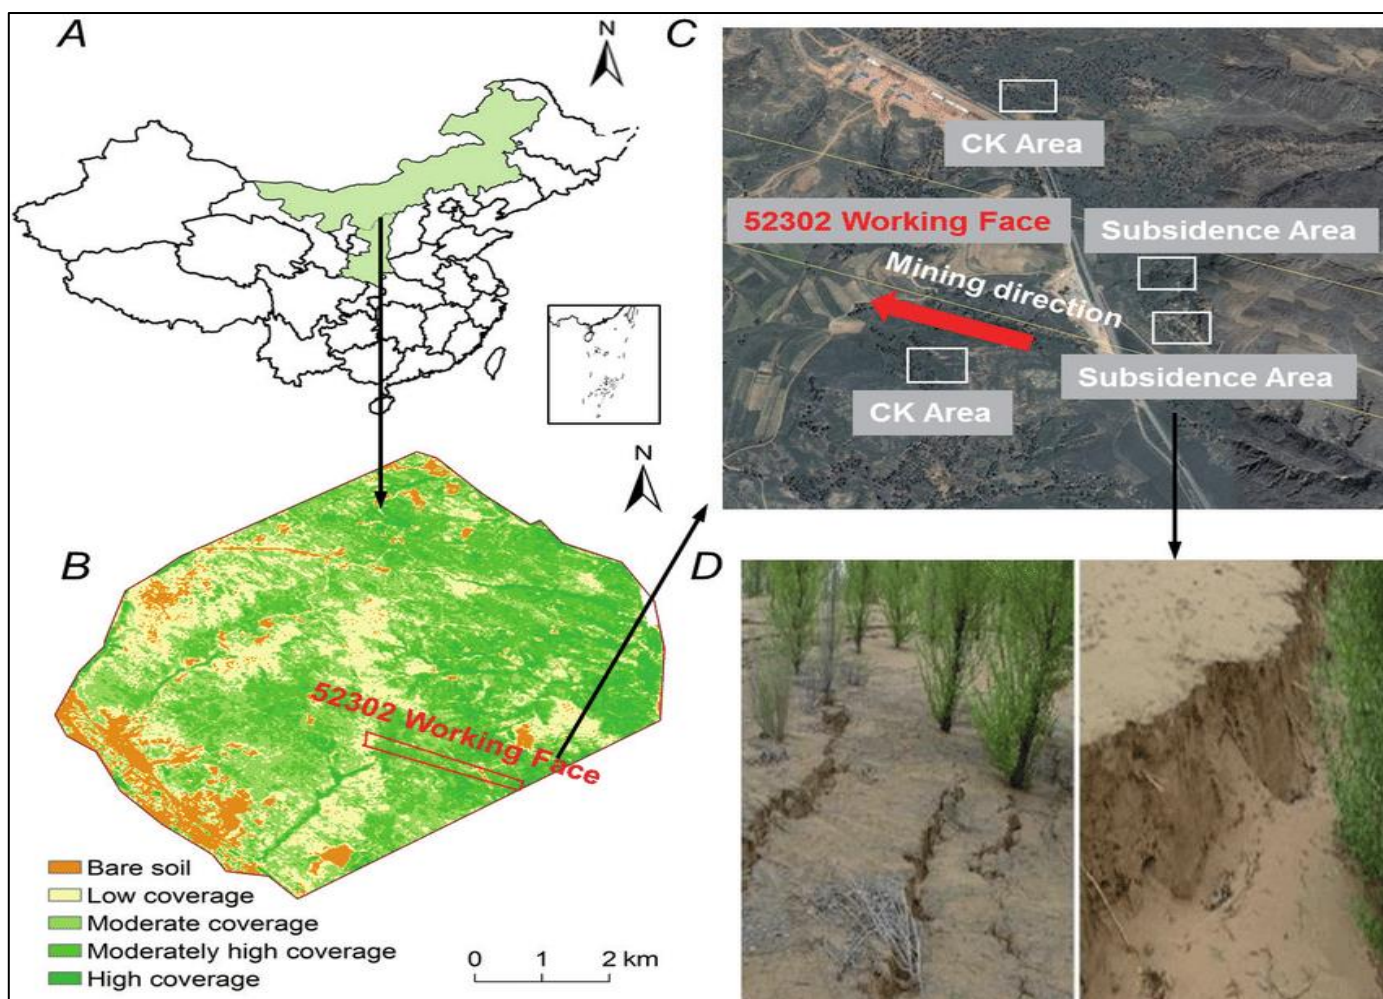 A
N
C
CK Area
52302 Working Face
Subsidence Area
Mining direction
Subsidence Area
CK Area
N
B
52302 Working Face
D
Bare soil
Low coverage
Moderate coverage
Moderately high coverage
High coverage
0 1 2 km